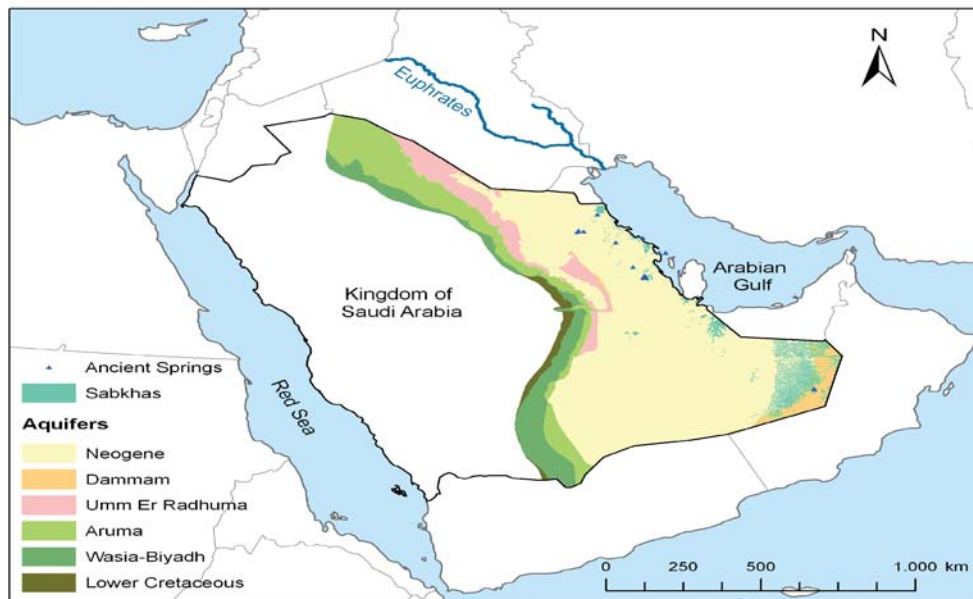 N
Euphrates
Arabian
Gulf
Kingdom of
Saudi Arabia
Red Sea
Ancient Springs
Sabkhas
Aquifers
Neogene
Dammam
Umm Er Radhuma
Aruma
Wasia-Biyadh
Lower Cretaceous
0 250 500 1.000 km